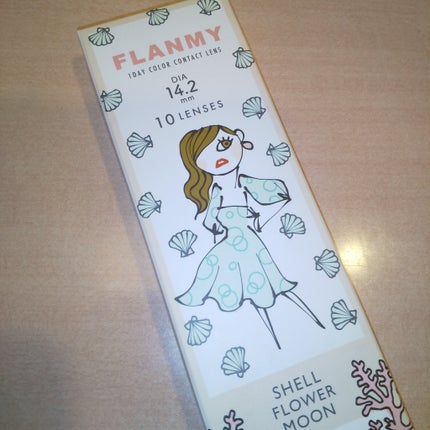 FLANMY
1DAY COLOR CONTACT LENS
DIA
14.2
mm
10 LENSES
SHELL
FLOWER
MOON